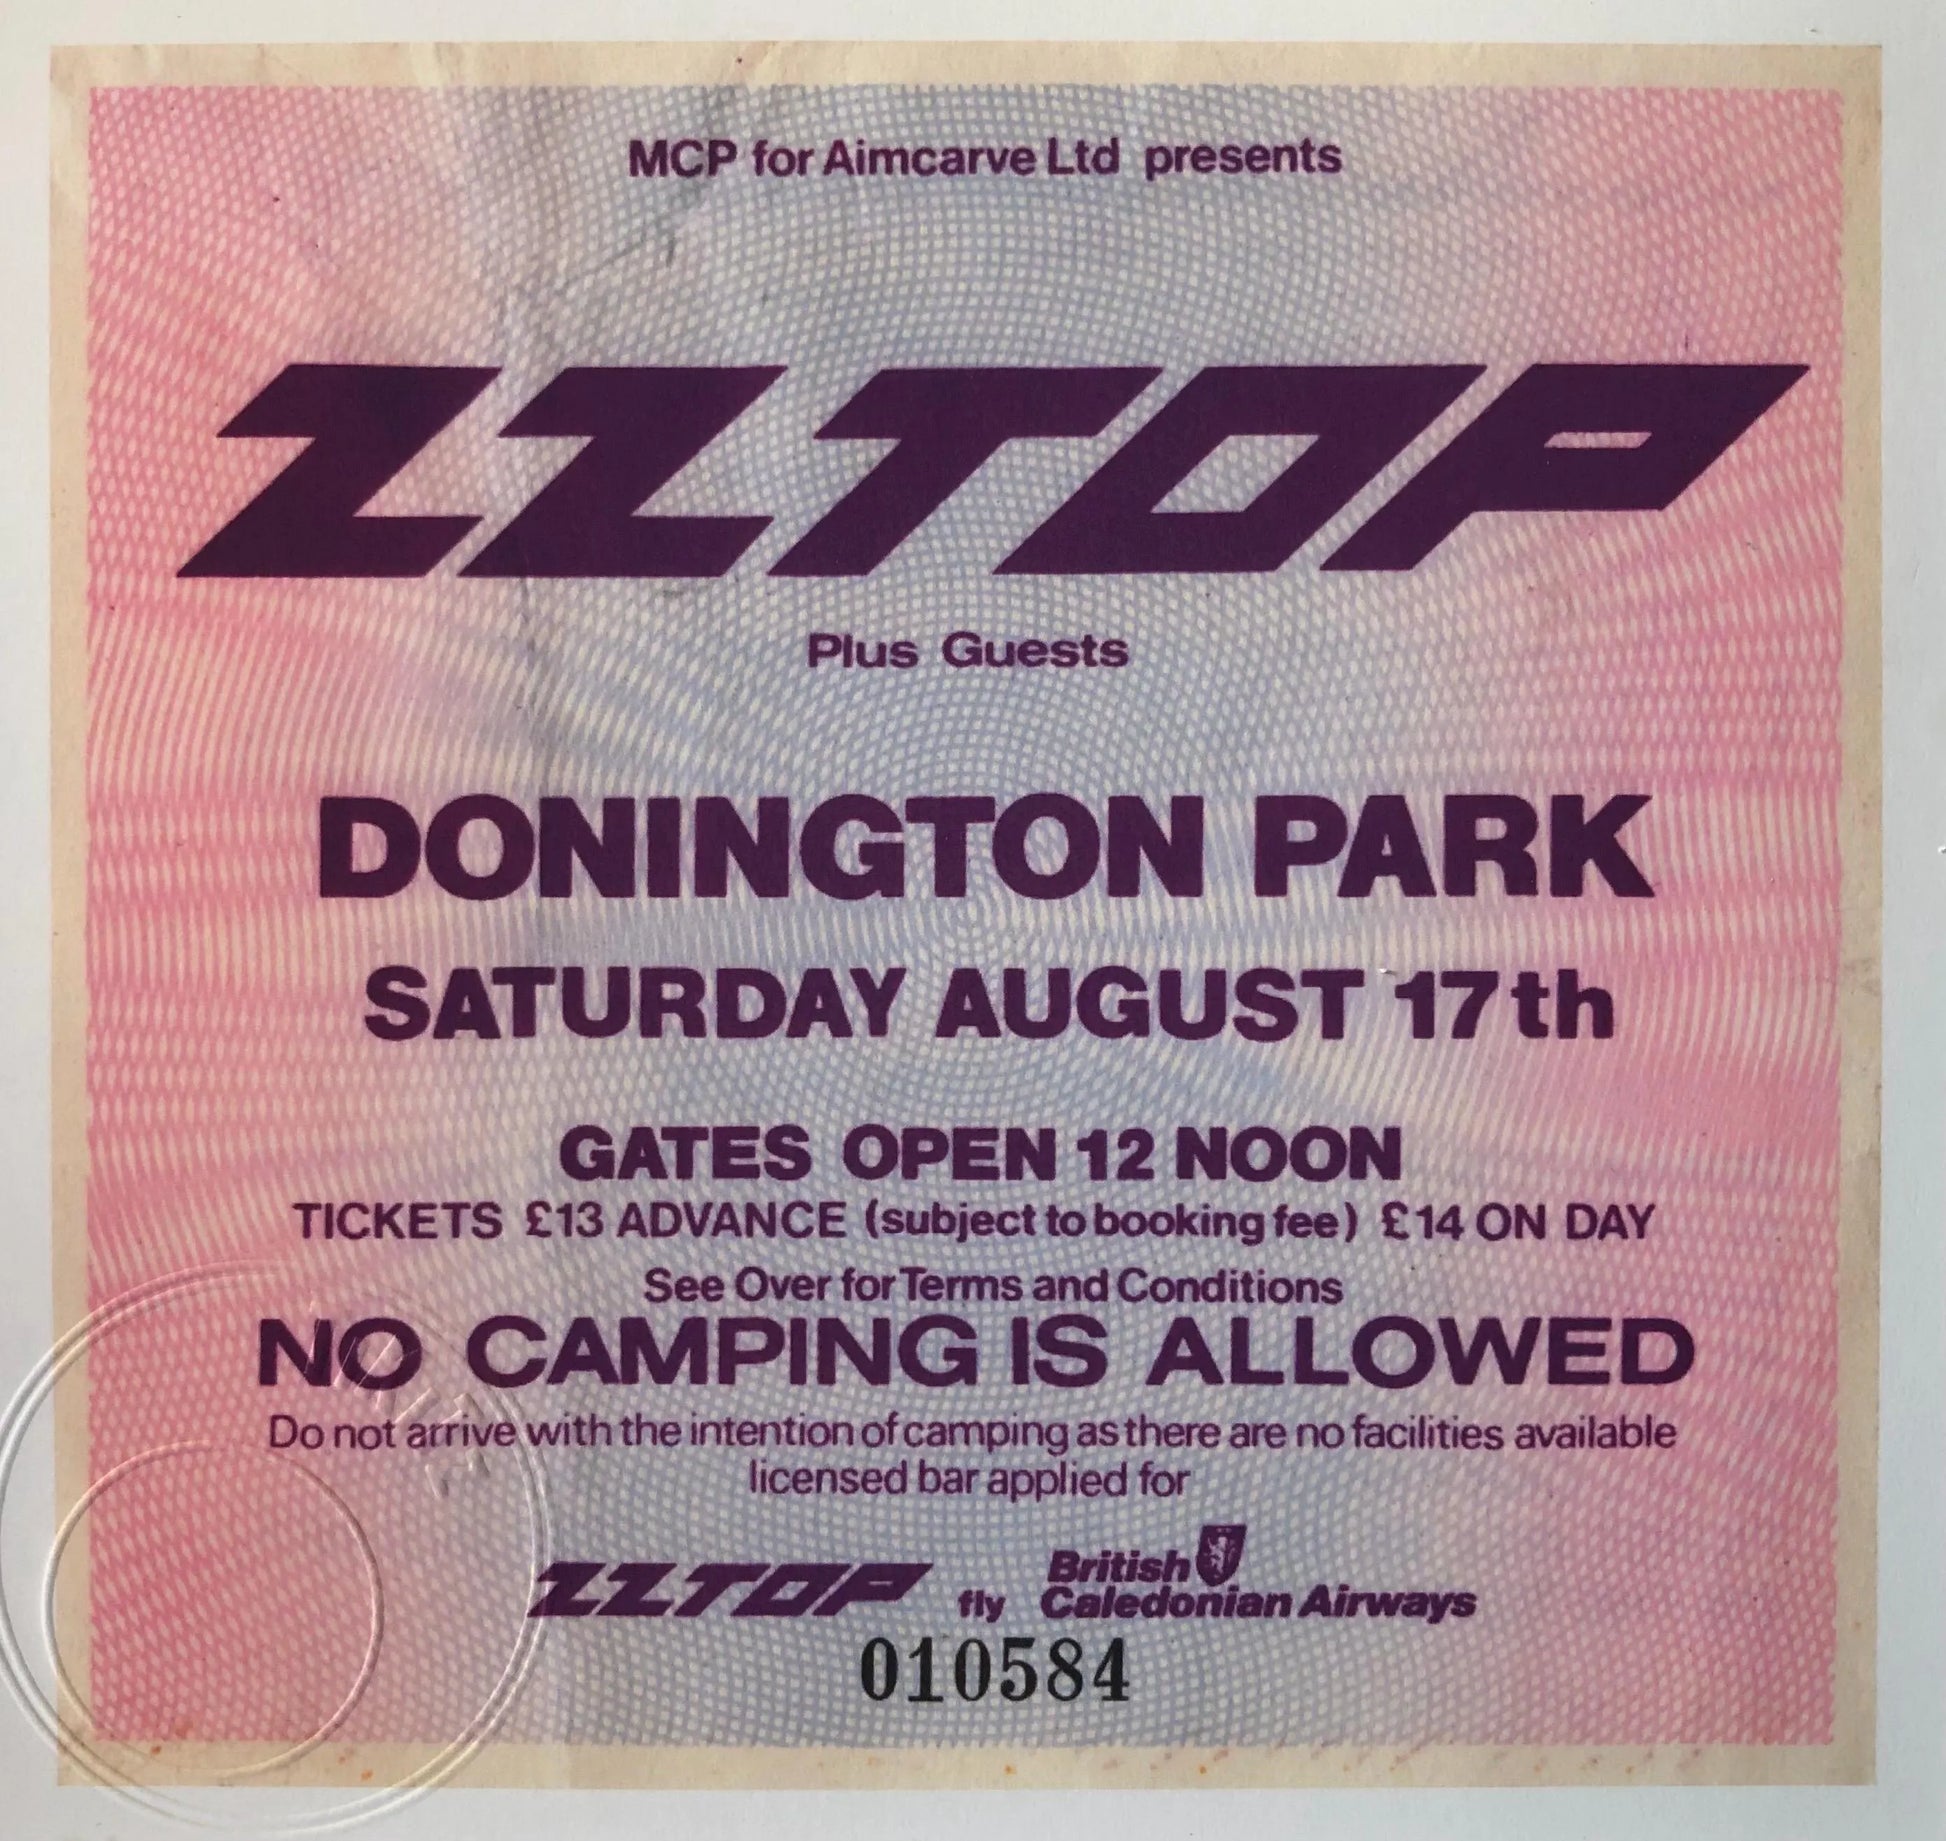 MCP for Aimcarve Ltd presents
ZZ TOP
Plus Guests
DONINGTON PARK
SATURDAY AUGUST 17th
GATES OPEN 12 NOON
TICKETS £13 ADVANCE (subject to booking fee) £14 ON DAY
See Over for Terms and Conditions
NO CAMPING IS ALLOWED
Do not arrive with the intention of camping as there are no facilities available
licensed bar applied for
ZZ TOP fly British Caledonian Airways
010584